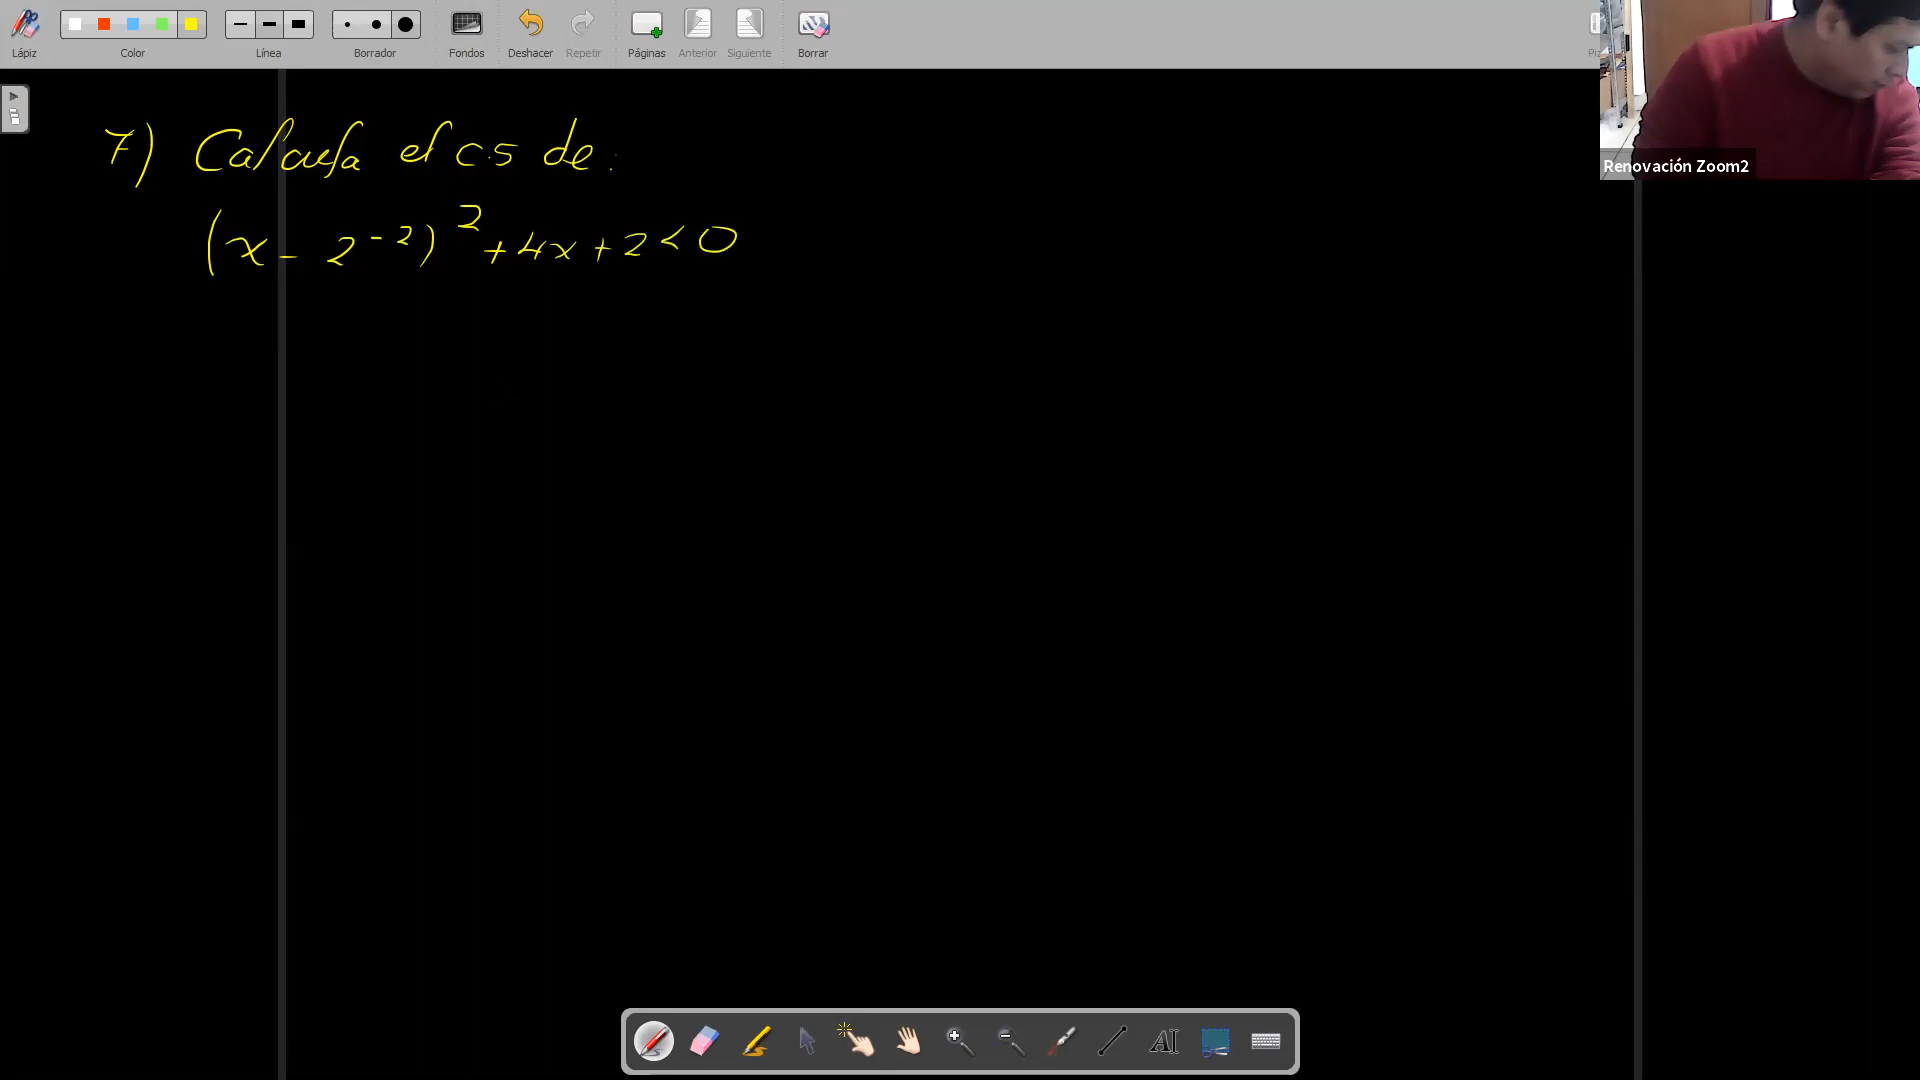 Lápiz Color Línea Borrador Fondos Deshacer Repetir Páginas Anterior Siguiente Borrar
Renovación Zoom2
7) Calcula el c.s de:
(x - 2⁻²)² + 4x + 2 < 0